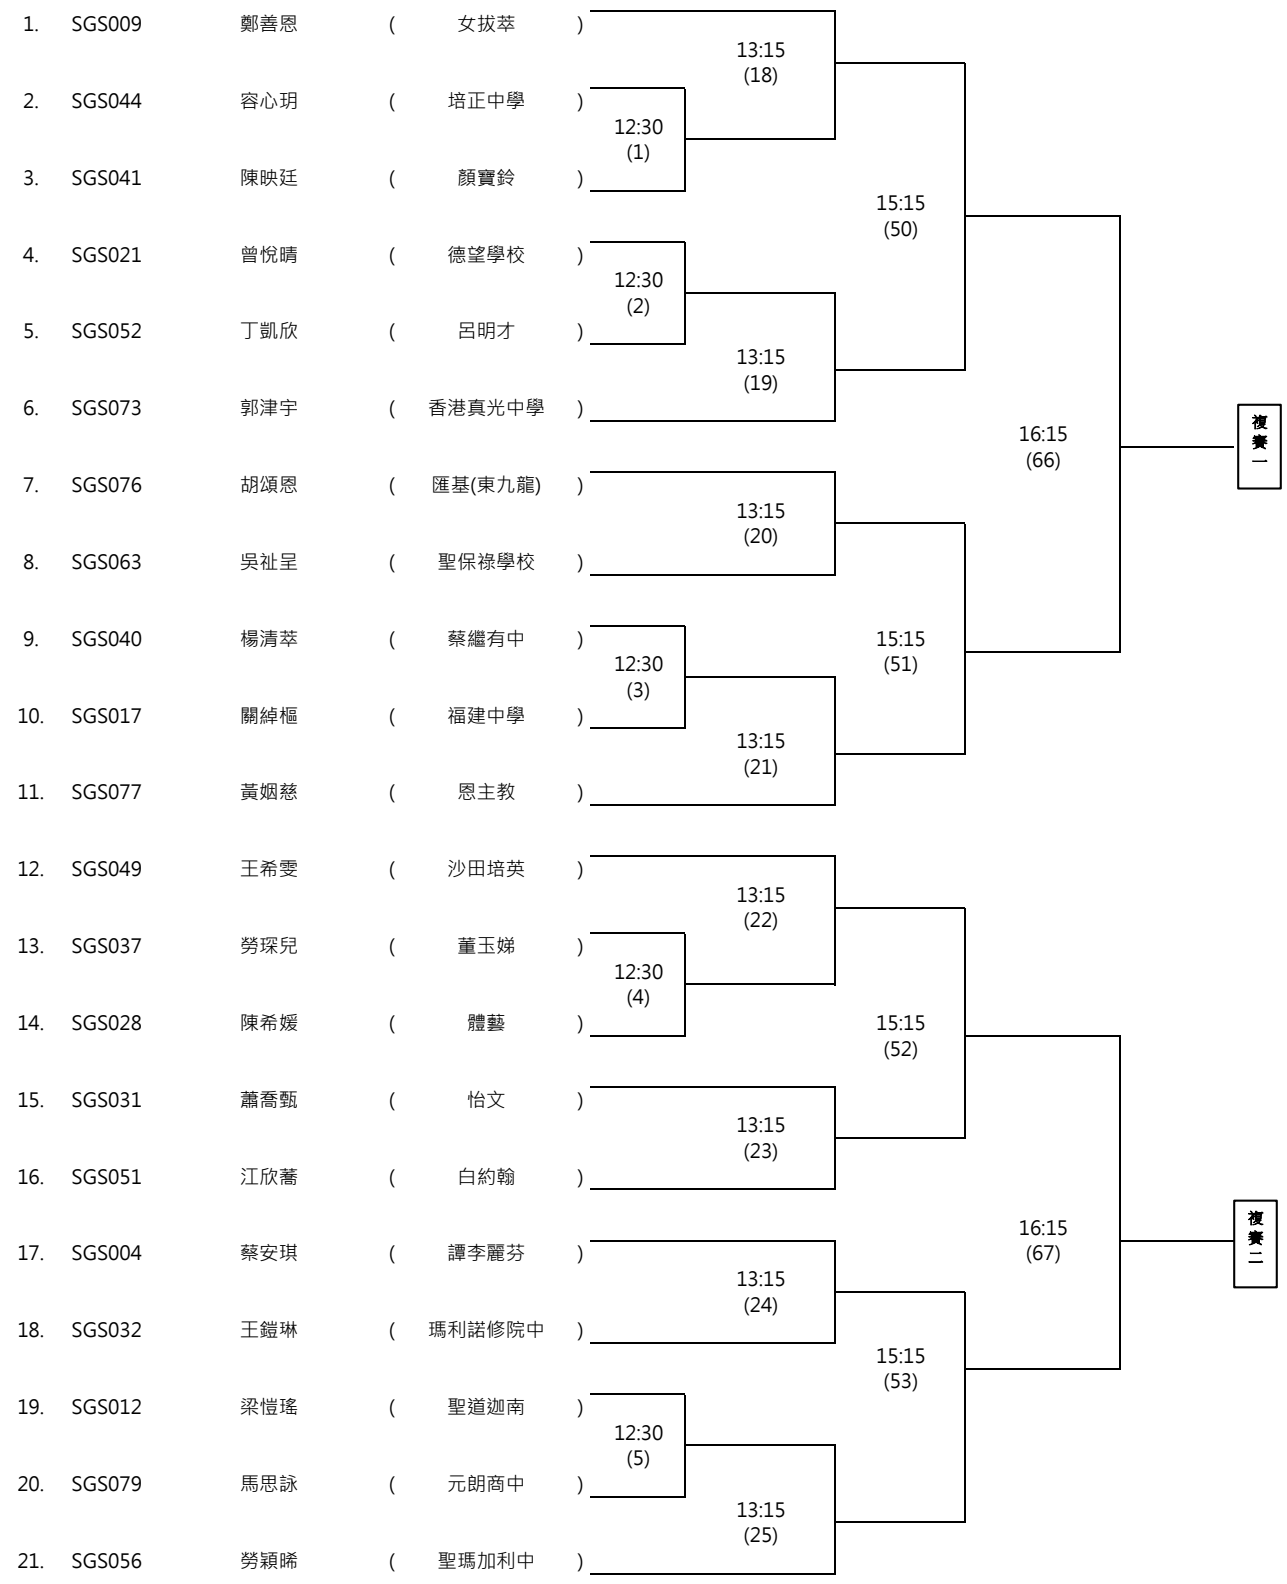 1. SGS009 鄭善恩 ( 女拔萃 )
13:15
(18)
2. SGS044 容心玥 ( 培正中學 )
12:30
(1)
3. SGS041 陳映廷 ( 顏寶鈴 )
15:15
(50)
4. SGS021 曾悅晴 ( 德望學校 )
12:30
(2)
5. SGS052 丁凱欣 ( 呂明才 )
13:15
(19)
6. SGS073 郭津宇 ( 香港真光中學 )
16:15
(66)
複賽一
7. SGS076 胡頌恩 ( 匯基(東九龍) )
13:15
(20)
8. SGS063 吳祉呈 ( 聖保祿學校 )
9. SGS040 楊清萃 ( 蔡繼有中 )
12:30
(3)
15:15
(51)
10. SGS017 關綽樞 ( 福建中學 )
13:15
(21)
11. SGS077 黃姻慈 ( 恩主教 )
12. SGS049 王希雯 ( 沙田培英 )
13:15
(22)
13. SGS037 勞琛兒 ( 董玉娣 )
12:30
(4)
14. SGS028 陳希媛 ( 體藝 )
15:15
(52)
15. SGS031 蕭喬甄 ( 怡文 )
13:15
(23)
16. SGS051 江欣蕎 ( 白約翰 )
16:15
(67)
複賽二
17. SGS004 蔡安琪 ( 譚李麗芬 )
13:15
(24)
18. SGS032 王鎧琳 ( 瑪利諾修院中 )
15:15
(53)
19. SGS012 梁愷瑤 ( 聖道迦南 )
12:30
(5)
20. SGS079 馬思詠 ( 元朗商中 )
13:15
(25)
21. SGS056 勞穎晞 ( 聖瑪加利中 )